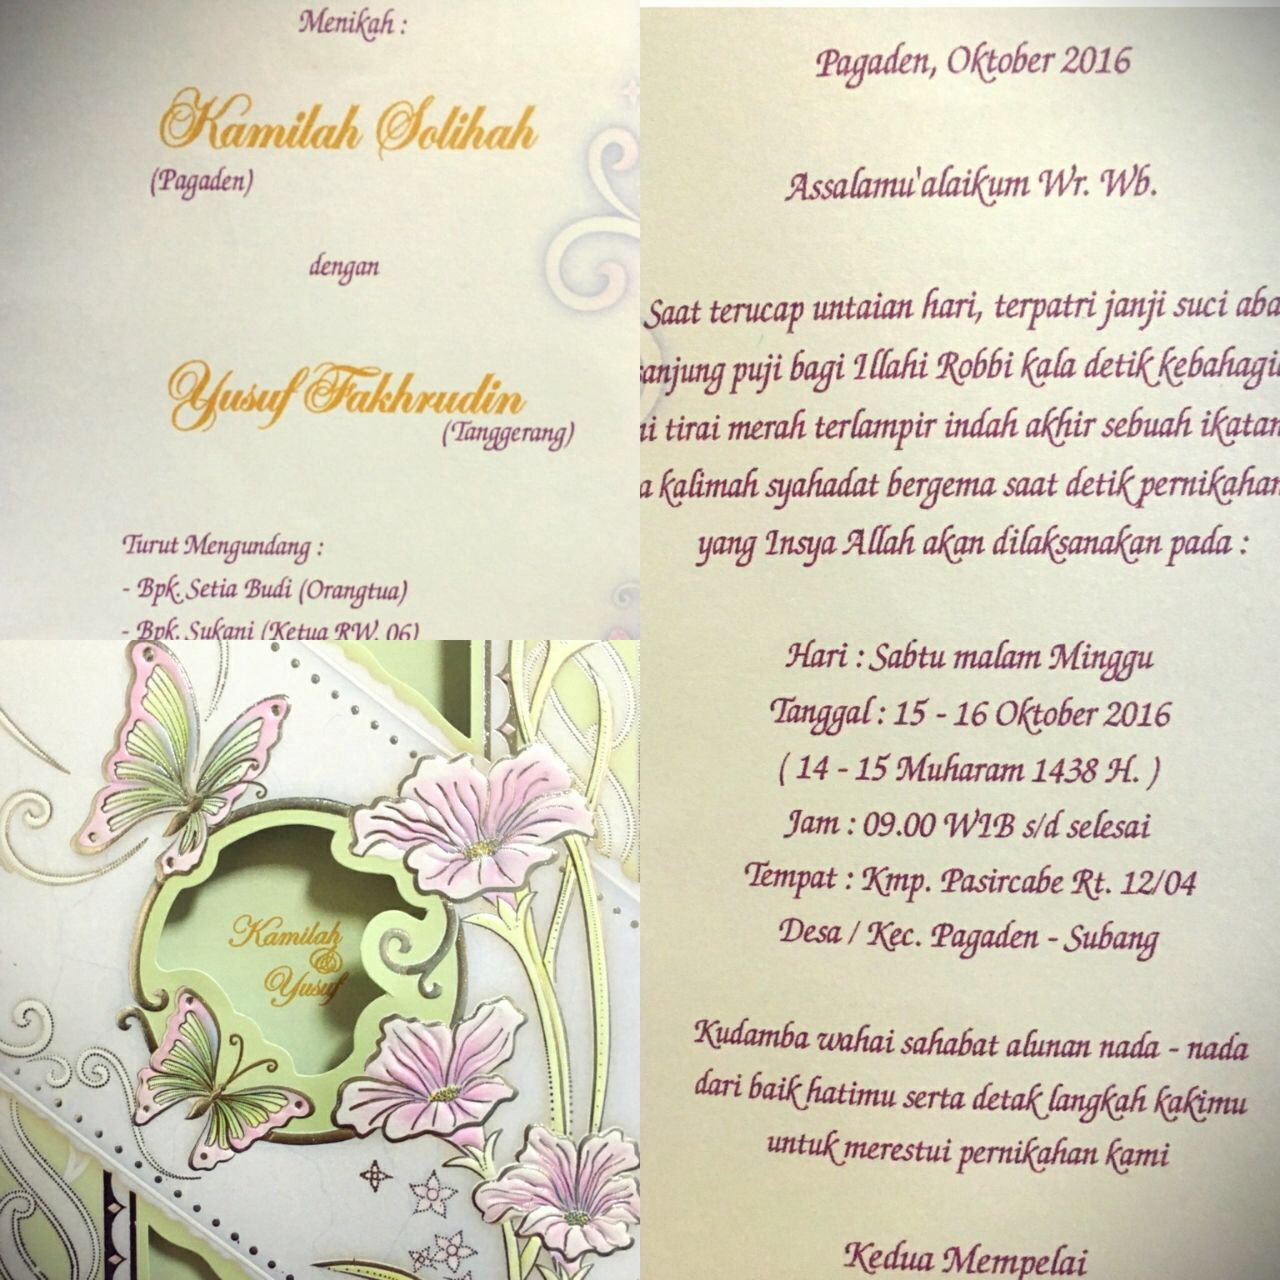 Menikah :
Kamilah Solihah
(Pagaden)
dengan
Yusuf Fakhrudin
(Tanggerang)
Turut Mengundang :
- Bpk. Setia Budi (Orangtua)
- Bpk. Sukani (Ketua RW. 06)
Kamilah
&
Yusuf
Pagaden, Oktober 2016
Assalamu'alaikum Wr. Wb.
Saat terucap untaian hari, terpatri janji suci aba
anjung puji bagi Illahi Robbi kala detik kebahagi
i tirai merah terlampir indah akhir sebuah ikatan
a kalimah syahadat bergema saat detik pernikahan
yang Insya Allah akan dilaksanakan pada :
Hari : Sabtu malam Minggu
Tanggal : 15 - 16 Oktober 2016
( 14 - 15 Muharam 1438 H. )
Jam : 09.00 WIB s/d selesai
Tempat : Kmp. Pasircabe Rt. 12/04
Desa / Kec. Pagaden - Subang
Kudamba wahai sahabat alunan nada - nada
dari baik hatimu serta detak langkah kakimu
untuk merestui pernikahan kami
Kedua Mempelai